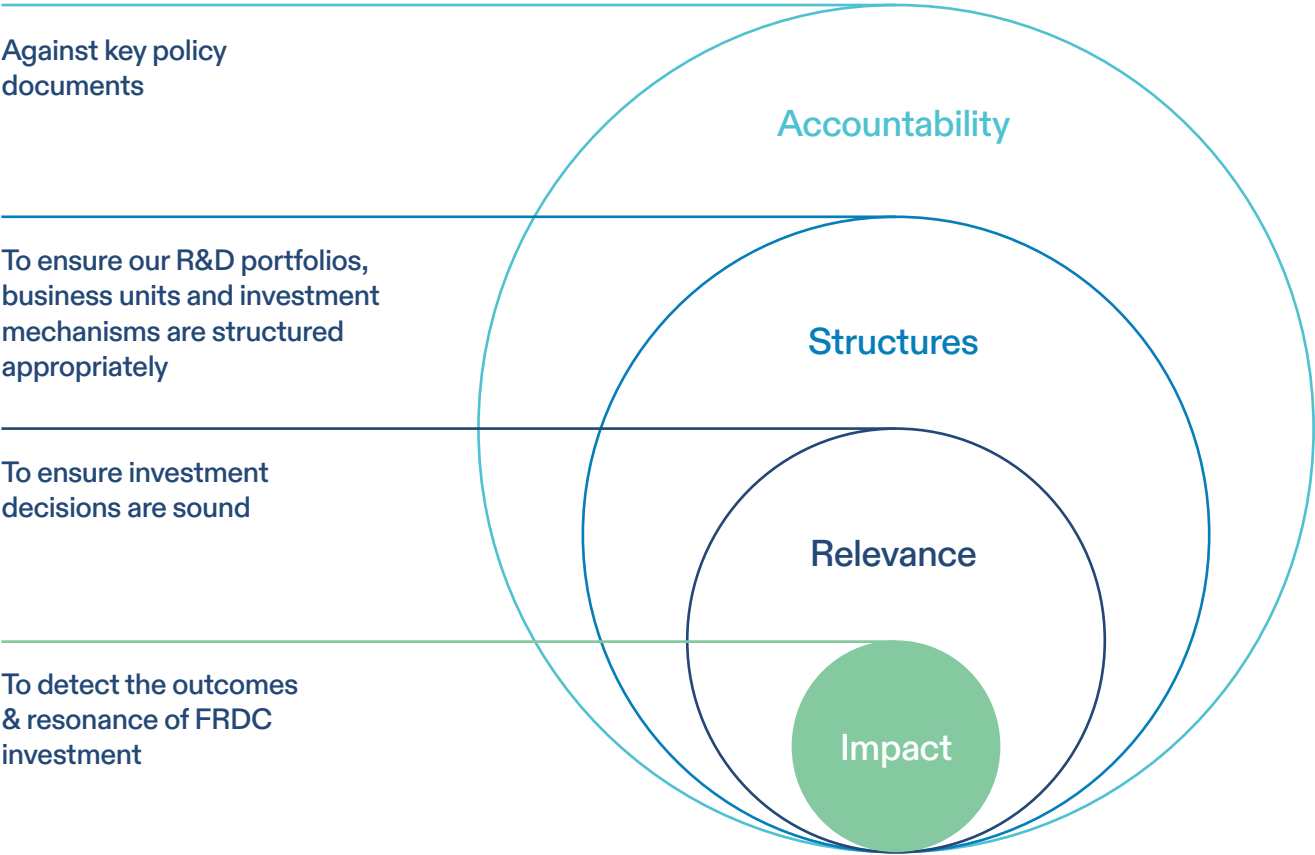 Against key policy
documents
Accountability
To ensure our R&D portfolios,
business units and investment
mechanisms are structured
appropriately
Structures
To ensure investment
decisions are sound
Relevance
To detect the outcomes
& resonance of FRDC
investment
Impact